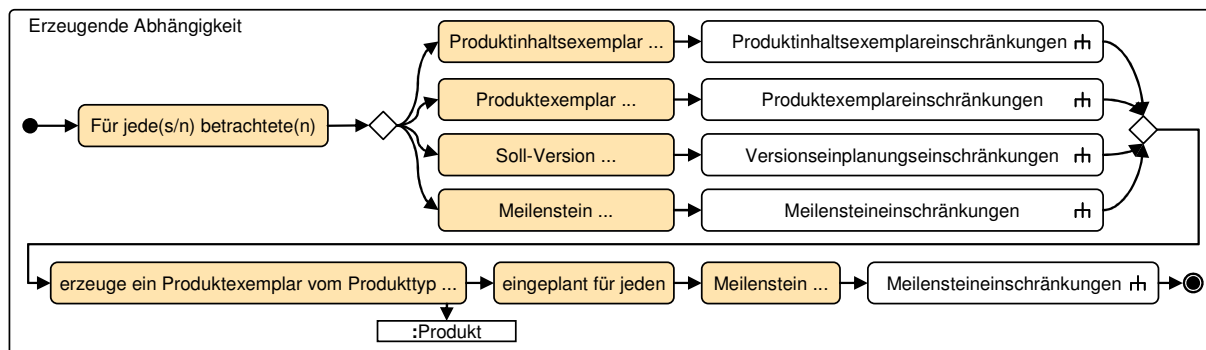 Erzeugende Abhängigkeit
Produktinhaltsexemplar ...
Produktinhaltsexemplareinschränkungen
Produktexemplar ...
Produktexemplareinschränkungen
Für jede(s/n) betrachtete(n)
Soll-Version ...
Versionseinplanungseinschränkungen
Meilenstein ...
Meilensteineinschränkungen
erzeuge ein Produktexemplar vom Produkttyp ...
eingeplant für jeden
Meilenstein ...
Meilensteineinschränkungen
:Produkt